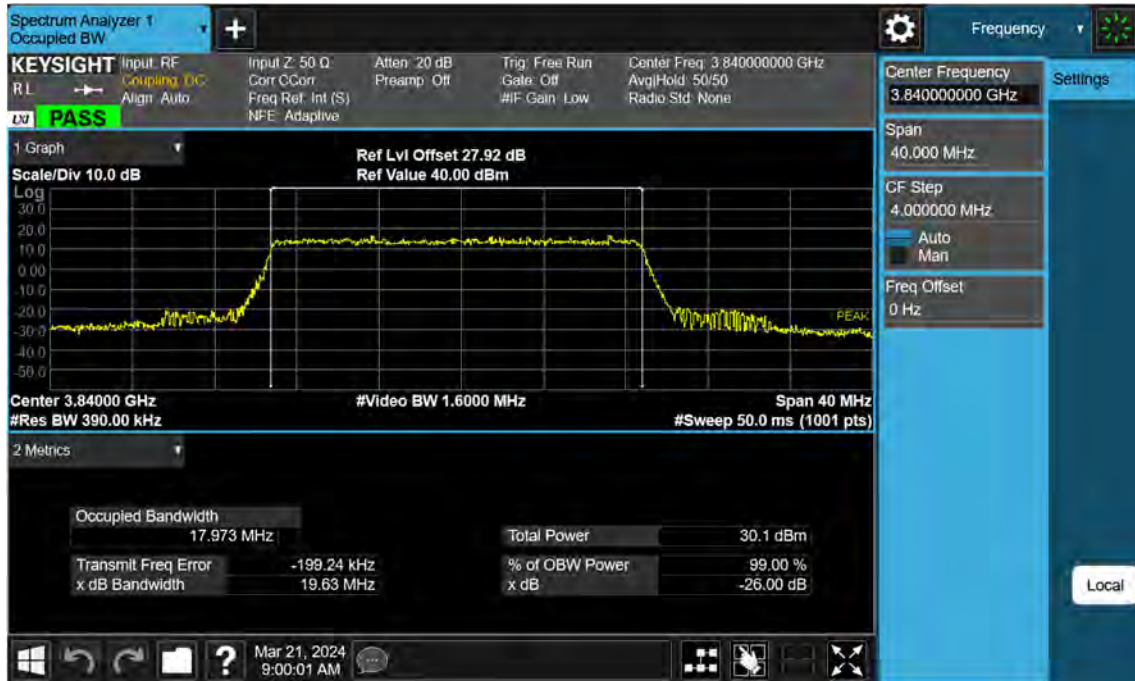 Spectrum Analyzer 1
Occupied BW
Frequency
KEYSIGHT
RL
LXI
PASS
Input: RF
Coupling: DC
Align: Auto
Input Z: 50 Ω
Corr CCorr
Freq Ref: Int (S)
NFE: Adaptive
Atten: 20 dB
Preamp: Off
Trig: Free Run
Gate: Off
#IF Gain: Low
Center Freq: 3.840000000 GHz
Avg|Hold: 50/50
Radio Std: None
Center Frequency
3.840000000 GHz
Settings
Span
40.000 MHz
CF Step
4.000000 MHz
Auto
Man
Freq Offset
0 Hz
1 Graph
Scale/Div 10.0 dB
Ref Lvl Offset 27.92 dB
Ref Value 40.00 dBm
Log
30.0
20.0
10.0
0.00
-10.0
-20.0
-30.0
-40.0
-50.0
PEAK
Center 3.84000 GHz
#Video BW 1.6000 MHz
Span 40 MHz
#Res BW 390.00 kHz
#Sweep 50.0 ms (1001 pts)
2 Metrics
Occupied Bandwidth
17.973 MHz
Total Power 30.1 dBm
Transmit Freq Error -199.24 kHz
% of OBW Power 99.00 %
x dB Bandwidth 19.63 MHz
x dB -26.00 dB
Local
?
Mar 21, 2024
9:00:01 AM